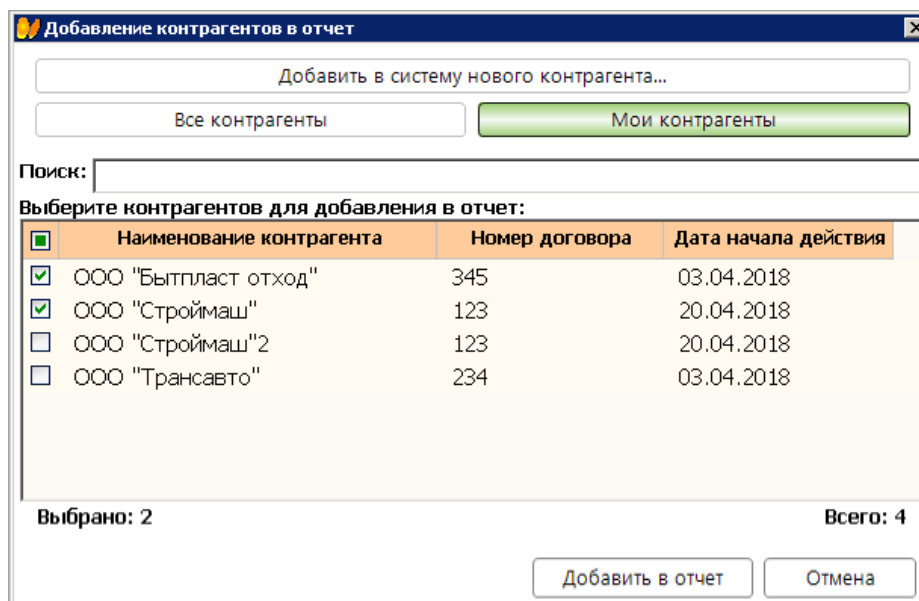 Добавление контрагентов в отчет
Добавить в систему нового контрагента...
Все контрагенты Мои контрагенты
Поиск:
Выберите контрагентов для добавления в отчет:
Наименование контрагента Номер договора Дата начала действия
ООО "Бытпласт отход" 345 03.04.2018
ООО "Строймаш" 123 20.04.2018
ООО "Строймаш"2 123 20.04.2018
ООО "Трансавто" 234 03.04.2018
Выбрано: 2 Всего: 4
Добавить в отчет Отмена